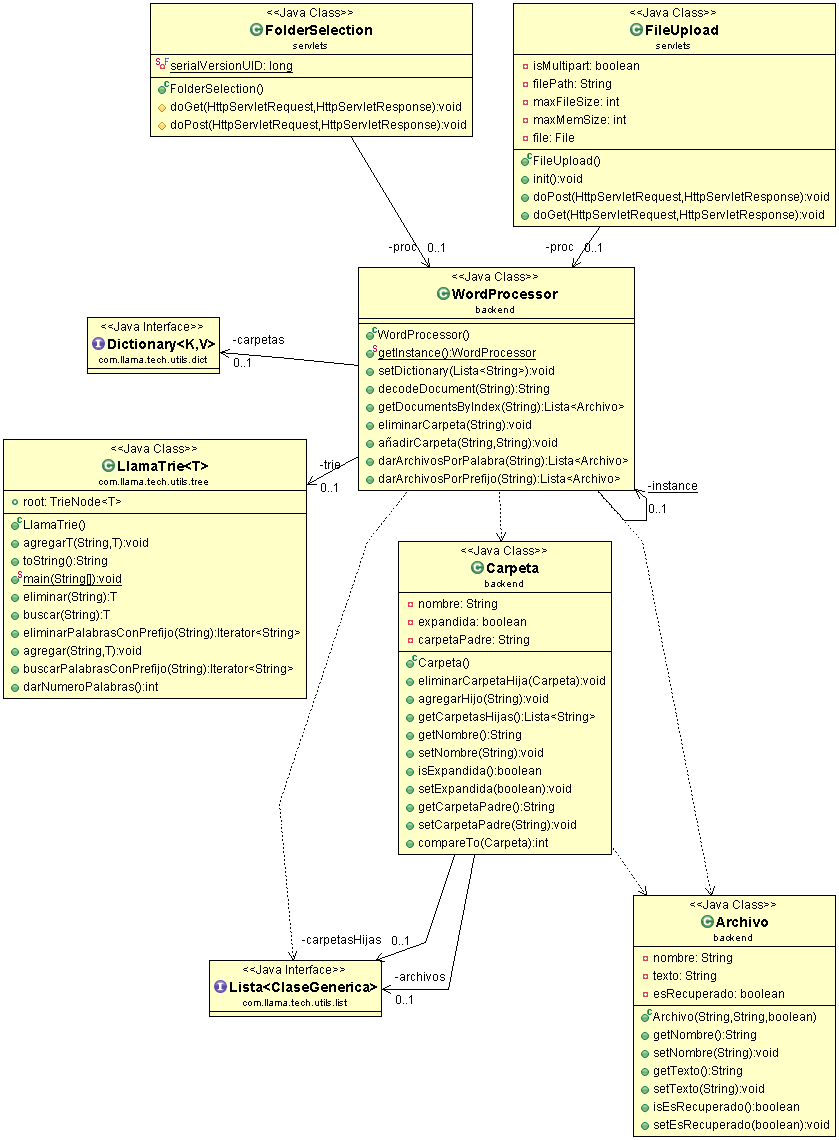 <<Java Class>>
FolderSelection
servlets
serialVersionUID: long
FolderSelection()
doGet(HttpServletRequest,HttpServletResponse):void
doPost(HttpServletRequest,HttpServletResponse):void
<<Java Class>>
FileUpload
servlets
isMultipart: boolean
filePath: String
maxFileSize: int
maxMemSize: int
file: File
FileUpload()
init():void
doPost(HttpServletRequest,HttpServletResponse):void
doGet(HttpServletRequest,HttpServletResponse):void
-proc 0..1
-proc 0..1
<<Java Class>>
WordProcessor
backend
WordProcessor()
getInstance():WordProcessor
setDictionary(Lista<String>):void
decodeDocument(String):String
getDocumentsByIndex(String):Lista<Archivo>
eliminarCarpeta(String):void
añadirCarpeta(String,String):void
darArchivosPorPalabra(String):Lista<Archivo>
darArchivosPorPrefijo(String):Lista<Archivo>
<<Java Interface>>
Dictionary<K,V>
com.llama.tech.utils.dict
-carpetas
0..1
-trie
0..1
-instance
0..1
<<Java Class>>
LlamaTrie<T>
com.llama.tech.utils.tree
root: TrieNode<T>
LlamaTrie()
agregarT(String,T):void
toString():String
main(String[]):void
eliminar(String):T
buscar(String):T
eliminarPalabrasConPrefijo(String):Iterator<String>
agregar(String,T):void
buscarPalabrasConPrefijo(String):Iterator<String>
darNumeroPalabras():int
<<Java Class>>
Carpeta
backend
nombre: String
expandida: boolean
carpetaPadre: String
Carpeta()
eliminarCarpetaHija(Carpeta):void
agregarHijo(String):void
getCarpetasHijas():Lista<String>
getNombre():String
setNombre(String):void
isExpandida():boolean
setExpandida(boolean):void
getCarpetaPadre():String
setCarpetaPadre(String):void
compareTo(Carpeta):int
-carpetasHijas 0..1
-archivos
0..1
<<Java Interface>>
Lista<ClaseGenerica>
com.llama.tech.utils.list
<<Java Class>>
Archivo
backend
nombre: String
texto: String
esRecuperado: boolean
Archivo(String,String,boolean)
getNombre():String
setNombre(String):void
getTexto():String
setTexto(String):void
isEsRecuperado():boolean
setEsRecuperado(boolean):void